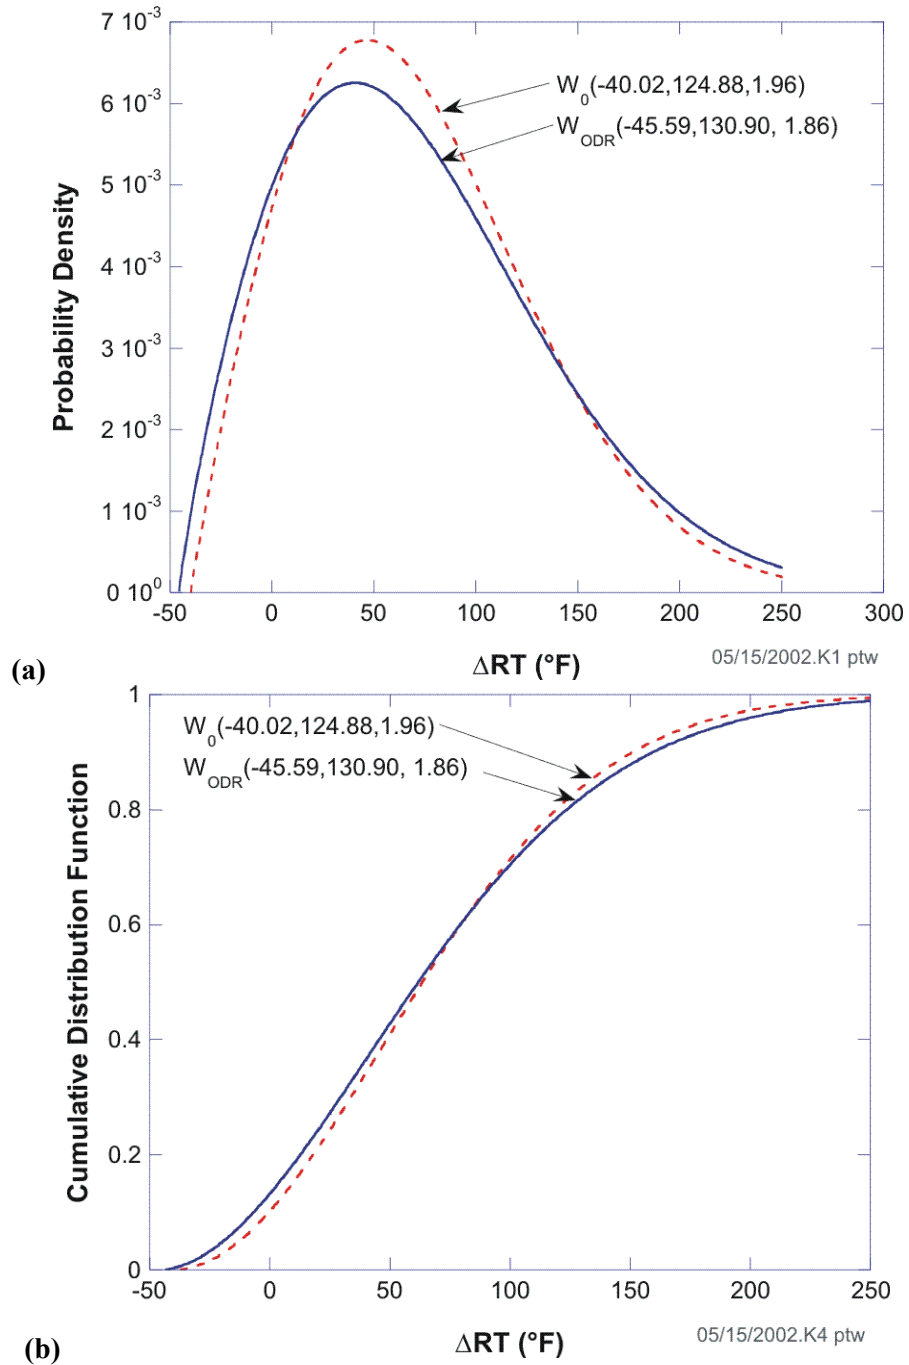 7 10-3
6 10-3
5 10-3
4 10-3
3 10-3
2 10-3
1 10-3
0 100
Probability Density
W0(-40.02,124.88,1.96)
WODR(-45.59,130.90, 1.86)
-50 0 50 100 150 200 250 300
ΔRT (°F)
05/15/2002.K1 ptw
(a)
1
0.8
0.6
0.4
0.2
0
Cumulative Distribution Function
W0(-40.02,124.88,1.96)
WODR(-45.59,130.90, 1.86)
-50 0 50 100 150 200 250
ΔRT (°F)
05/15/2002.K4 ptw
(b)